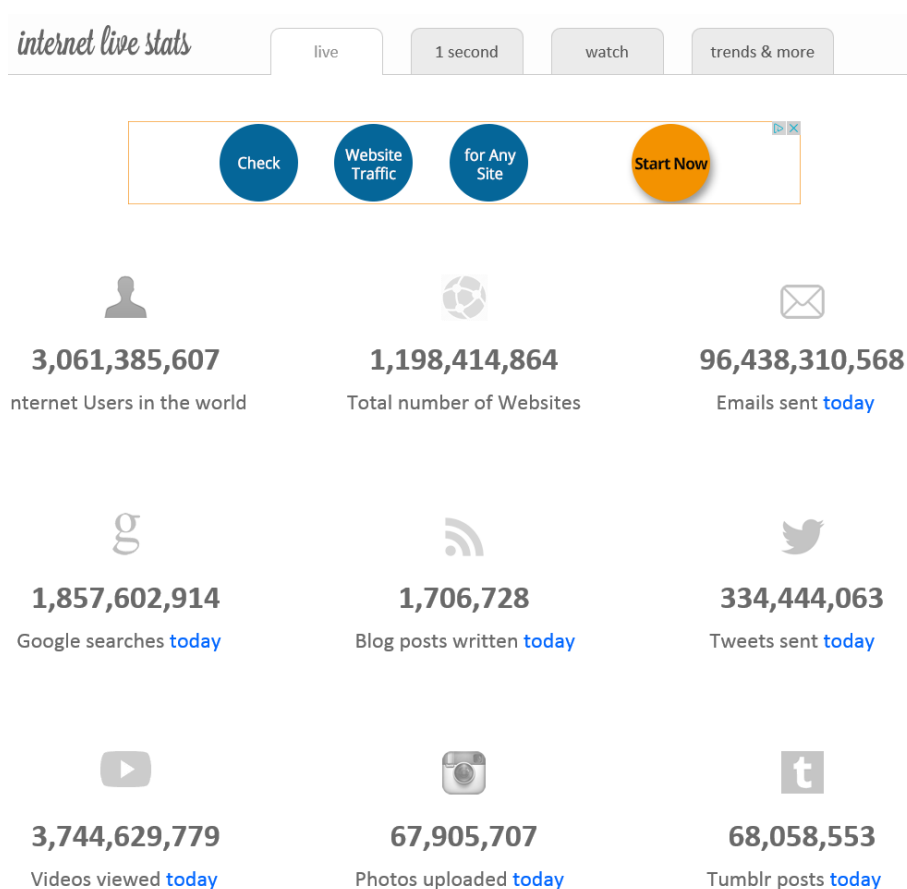 internet live stats
live
1 second
watch
trends & more
Check
Website
Traffic
for Any
Site
Start Now
3,061,385,607
nternet Users in the world
1,198,414,864
Total number of Websites
96,438,310,568
Emails sent today
g
1,857,602,914
Google searches today
1,706,728
Blog posts written today
334,444,063
Tweets sent today
3,744,629,779
Videos viewed today
67,905,707
Photos uploaded today
t
68,058,553
Tumblr posts today